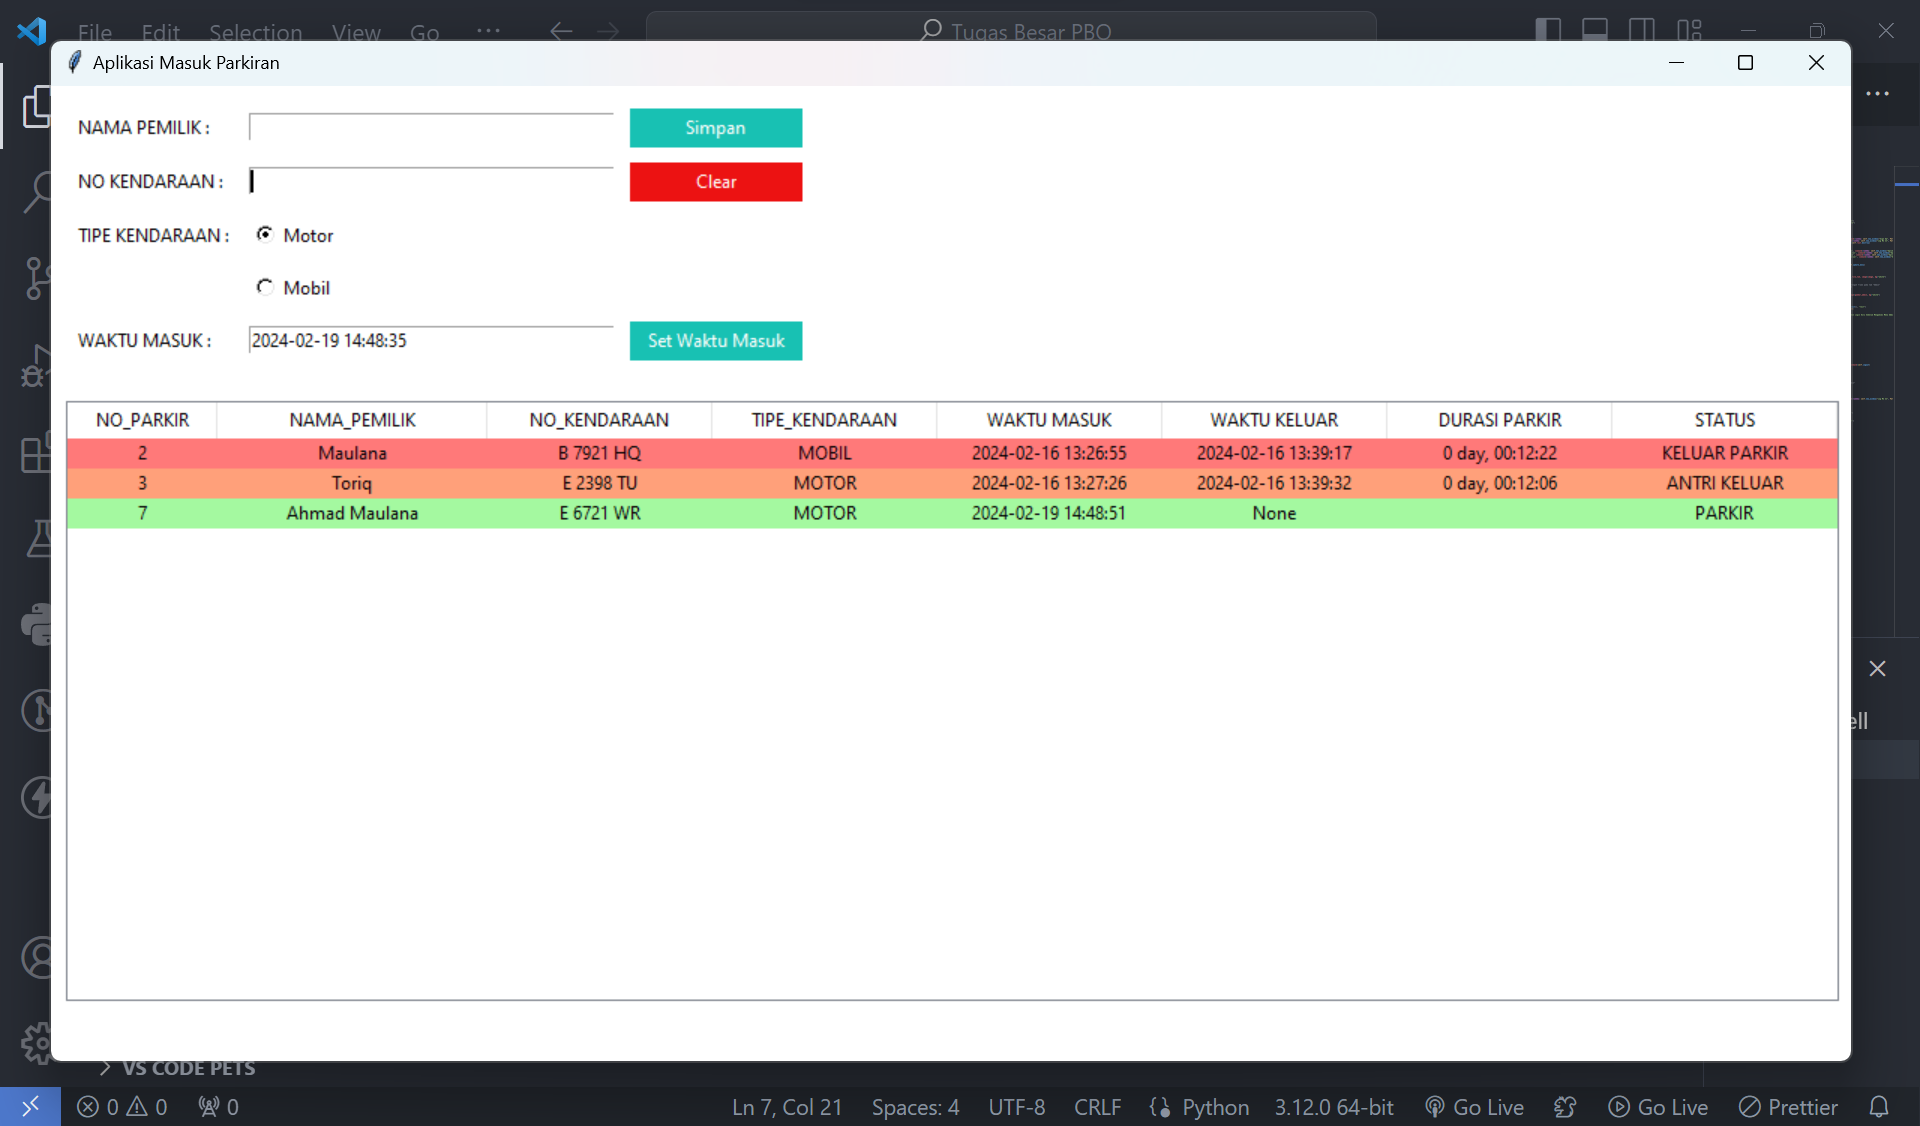 File Edit Selection View Go ··· Tugas Besar PBO
Aplikasi Masuk Parkiran
NAMA PEMILIK : Simpan
NO KENDARAAN : Clear
TIPE KENDARAAN : Motor
Mobil
WAKTU MASUK : 2024-02-19 14:48:35 Set Waktu Masuk
NO_PARKIR NAMA_PEMILIK NO_KENDARAAN TIPE_KENDARAAN WAKTU MASUK WAKTU KELUAR DURASI PARKIR STATUS
2 Maulana B 7921 HQ MOBIL 2024-02-16 13:26:55 2024-02-16 13:39:17 0 day, 00:12:22 KELUAR PARKIR
3 Toriq E 2398 TU MOTOR 2024-02-16 13:27:26 2024-02-16 13:39:32 0 day, 00:12:06 ANTRI KELUAR
7 Ahmad Maulana E 6721 WR MOTOR 2024-02-19 14:48:51 None PARKIR
ell
VS CODE PETS
0 0 0 Ln 7, Col 21 Spaces: 4 UTF-8 CRLF Python 3.12.0 64-bit Go Live Go Live Prettier